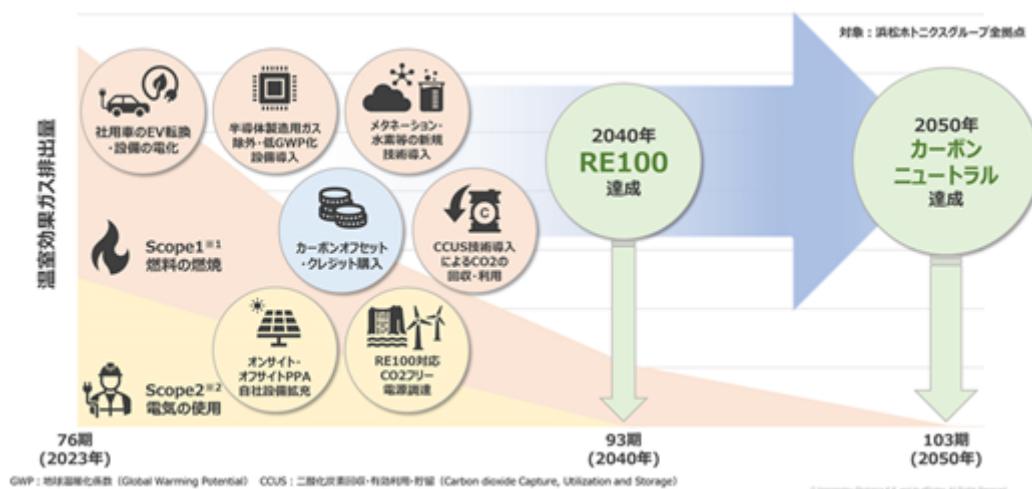 対象：浜松ホトニクスグループ全拠点
温室効果ガス排出量
社用車のEV転換
・設備の電化
半導体製造用ガス
除外・低GWP化
設備導入
メタネーション・
水素等の新規
技術導入
2040年
RE100
達成
2050年
カーボン
ニュートラル
達成
Scope1※1
燃料の燃焼
カーボンオフセット
・クレジット購入
C
CCUS技術導入
によるCO2の
回収・利用
オンサイト・
オフサイトPPA
自社設備拡充
RE100対応
CO2フリー
電源調達
Scope2※2
電気の使用
76期
(2023年)
93期
(2040年)
103期
(2050年)
GWP：地球温暖化係数（Global Warming Potential） CCUS：二酸化炭素回収・有効利用・貯留（Carbon dioxide Capture, Utilization and Storage）